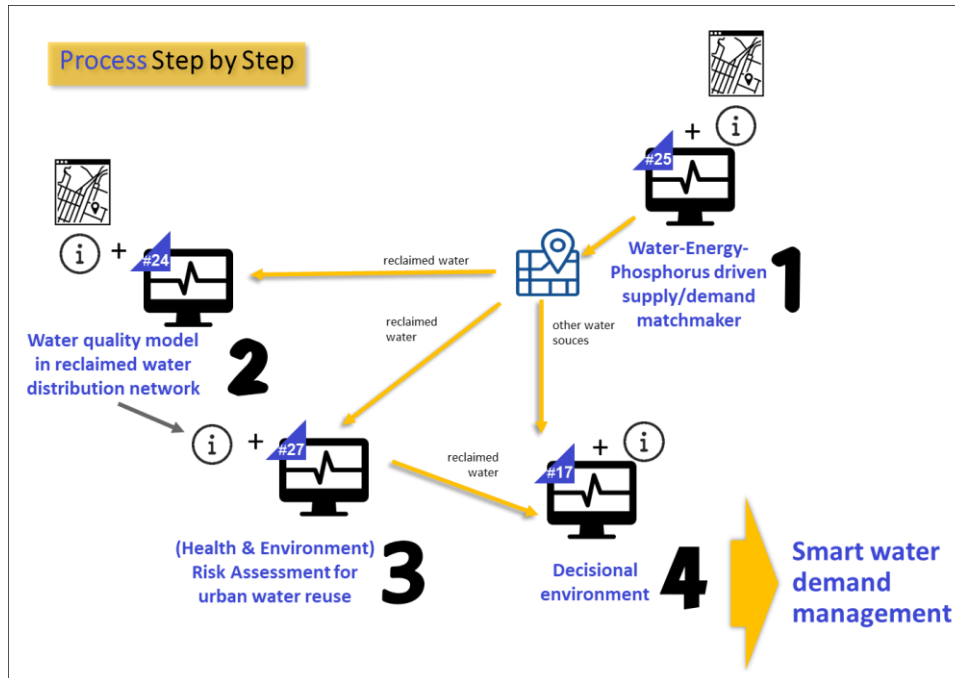 Process Step by Step
i
+
#25
Water-Energy-
Phosphorus driven
supply/demand
matchmaker
1
i
+
#24
reclaimed water
Water quality model
in reclaimed water
distribution network
2
reclaimed
water
other water
souces
i
+
#27
(Health & Environment)
Risk Assessment for
urban water reuse
3
reclaimed
water
#17
+
i
Decisional
environment
4
Smart water
demand
management